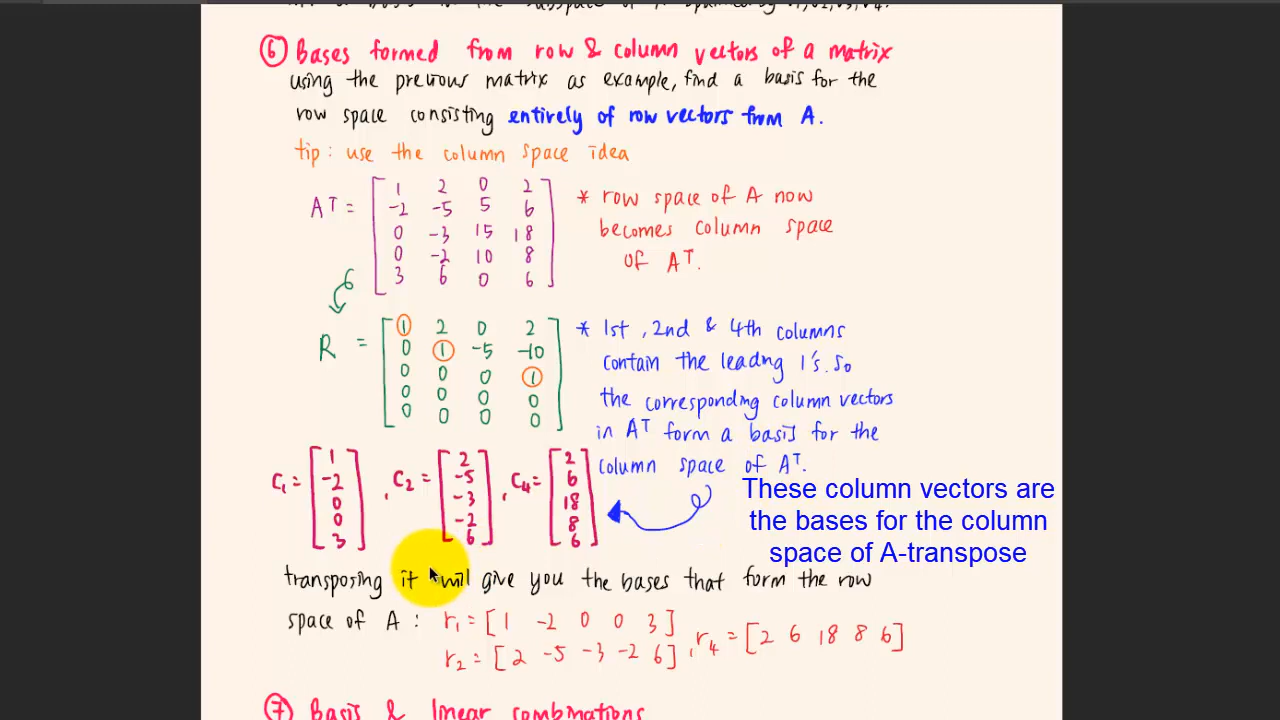 subspace of
⑥ Bases formed from row & column vectors of a matrix
using the previous matrix as example, find a basis for the
row space consisting entirely of row vectors from A.
tip: use the column space idea
Aᵀ = [ 1 2 0 2
-2 -5 5 6
0 -3 15 18
0 -2 10 8
3 6 0 6 ]
* row space of A now
becomes column space
of Aᵀ.
R = [ 1 2 0 2
0 1 -5 -10
0 0 0 1
0 0 0 0
0 0 0 0 ]
* 1st, 2nd & 4th columns
contain the leadng 1's. So
the correspondng column vectors
in Aᵀ form a basis for the
column space of Aᵀ.
C₁ = [ 1 -2 0 0 3 ], C₂ = [ 2 -5 -3 -2 6 ], C₄ = [ 2 6 18 8 6 ]
These column vectors are
the bases for the column
space of A-transpose
transposing it will give you the bases that form the row
space of A: r₁ = [1 -2 0 0 3]
r₂ = [2 -5 -3 -2 6], r₄ = [2 6 18 8 6]
⑦ Basis & linear combinations